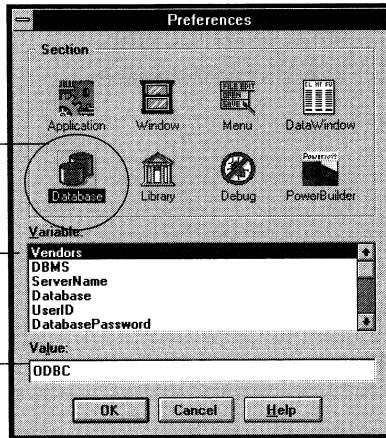 Preferences
Section
Application Window Menu DataWindow
Database Library Debug PowerBuilder
Variable:
Vendors
DBMS
ServerName
Database
UserID
DatabasePassword
Value:
ODBC
OK Cancel Help